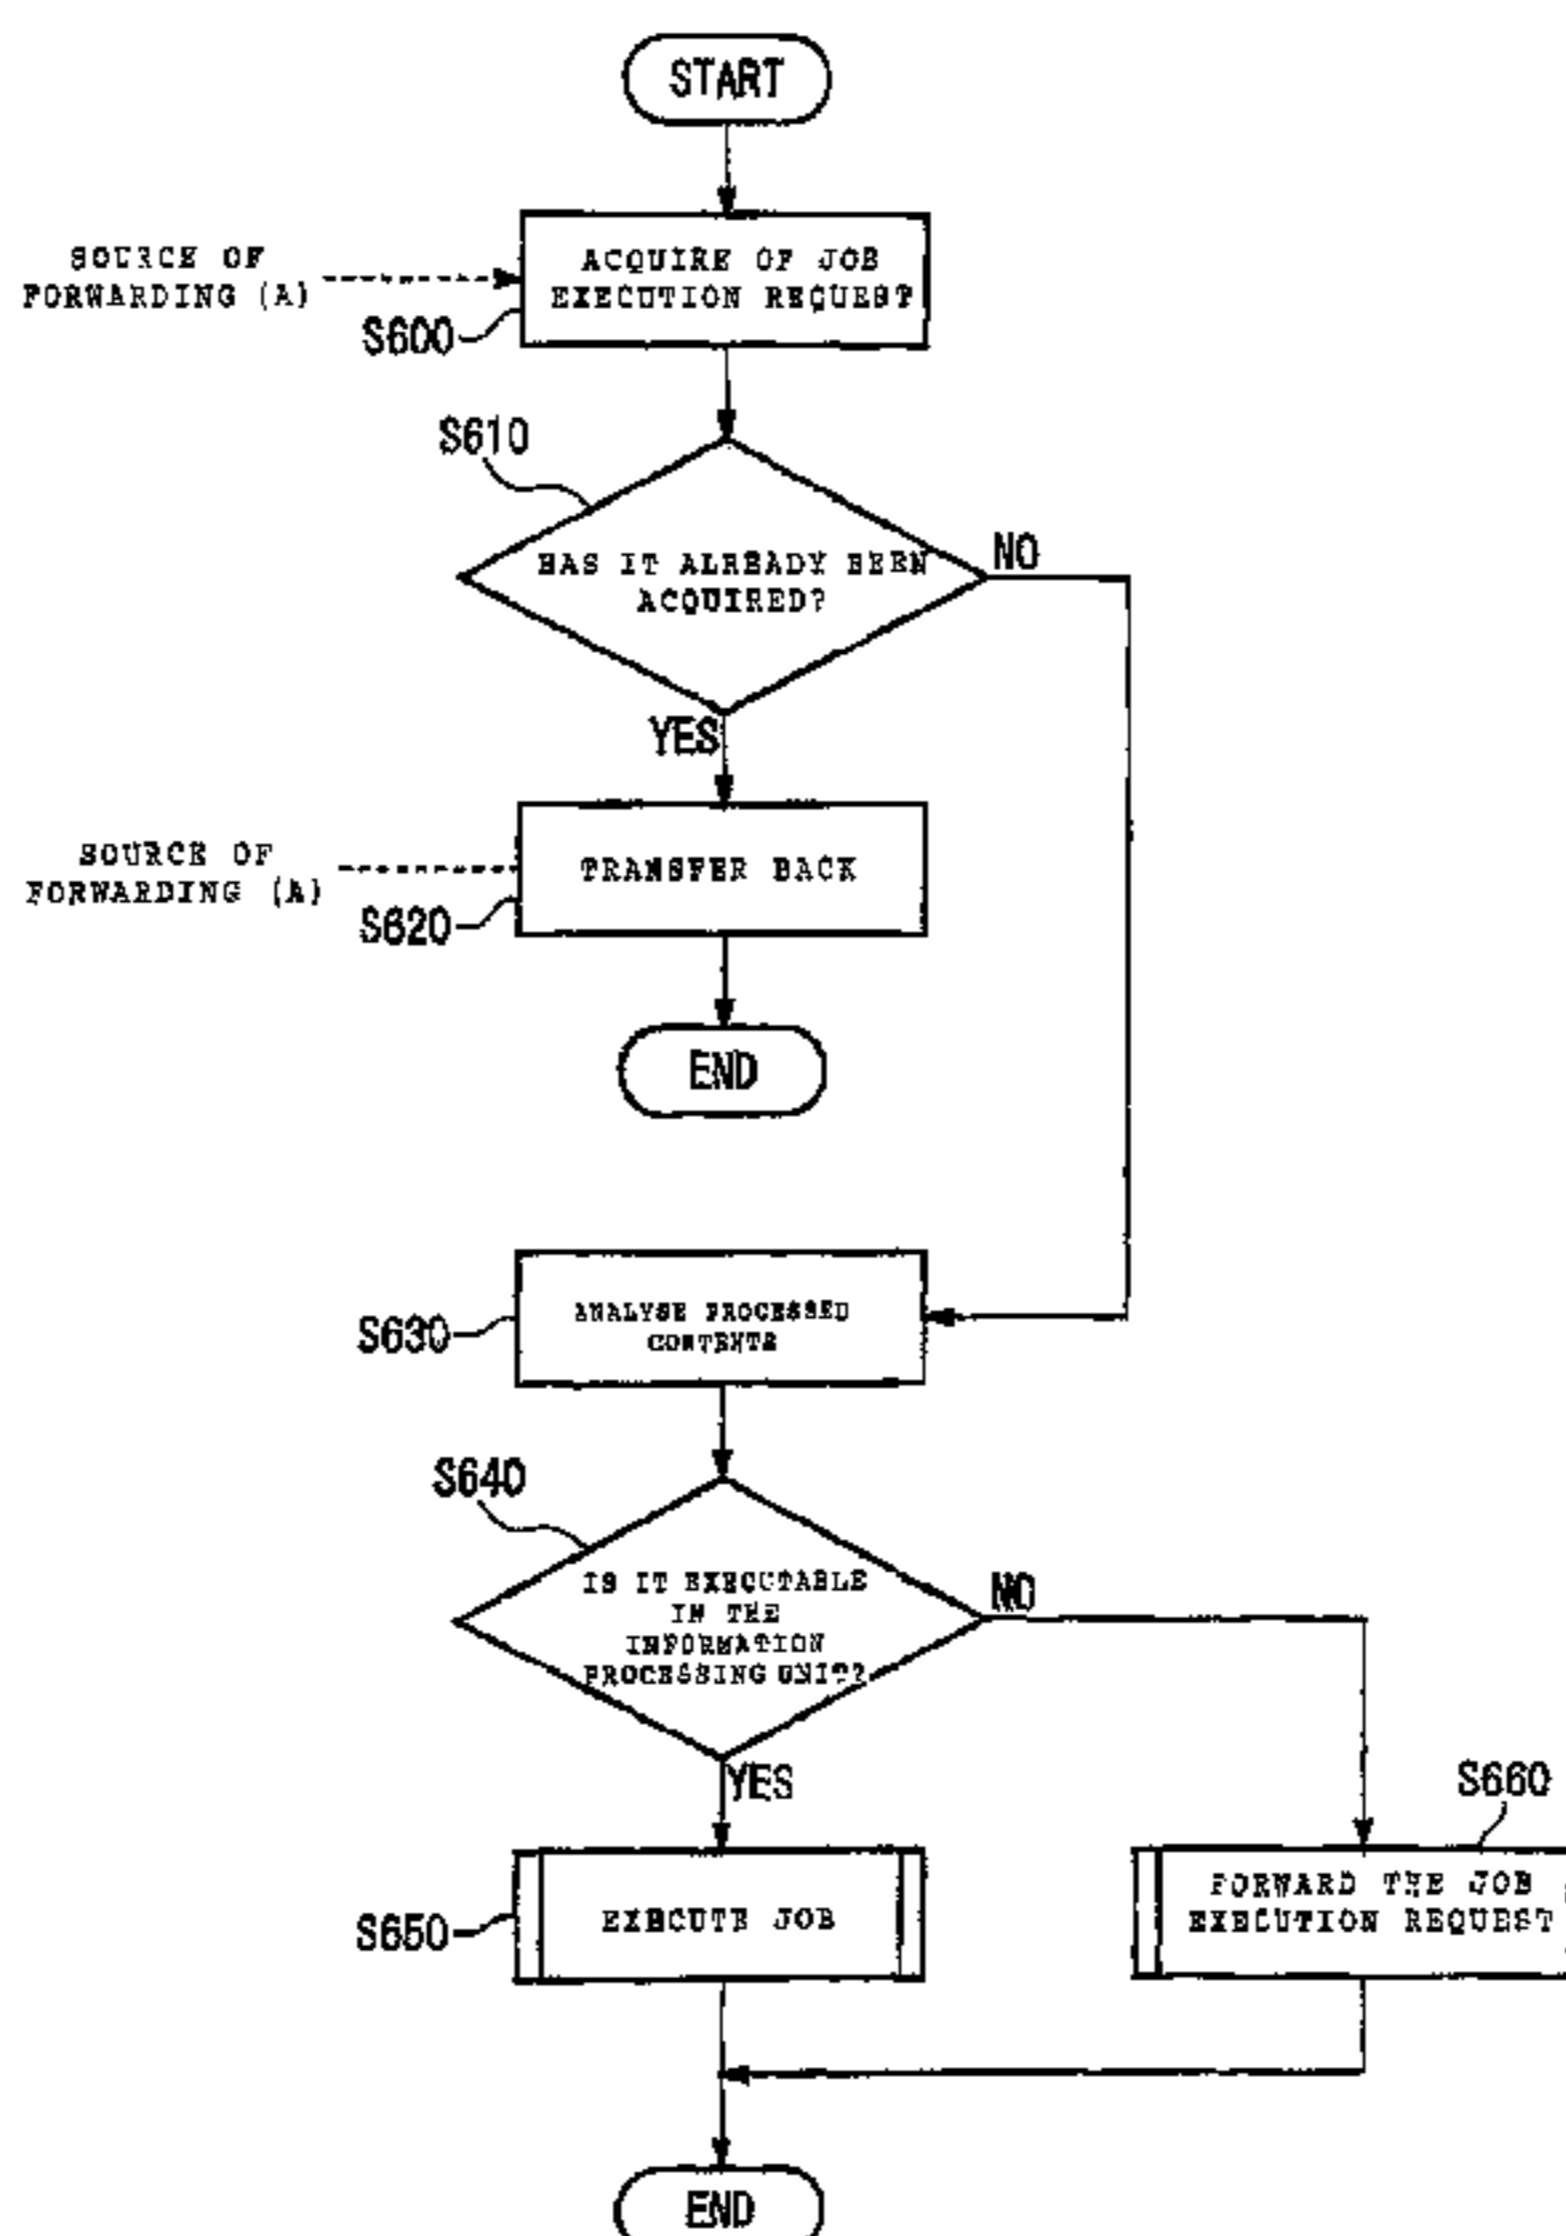 START
SOURCE OF
FORWARDING (A)
ACQUIRE OF JOB
EXECUTION REQUEST
S600
S610
HAS IT ALREADY BEEN
ACQUIRED?
NO
YES
SOURCE OF
FORWARDING (A)
TRANSFER BACK
S620
END
ANALYSE PROCESSED
CONTENTS
S630
S640
IS IT EXECUTABLE
IN THE
INFORMATION
PROCESSING UNIT?
NO
YES
S660
EXECUTE JOB
S650
FORWARD THE JOB
EXECUTION REQUEST
END